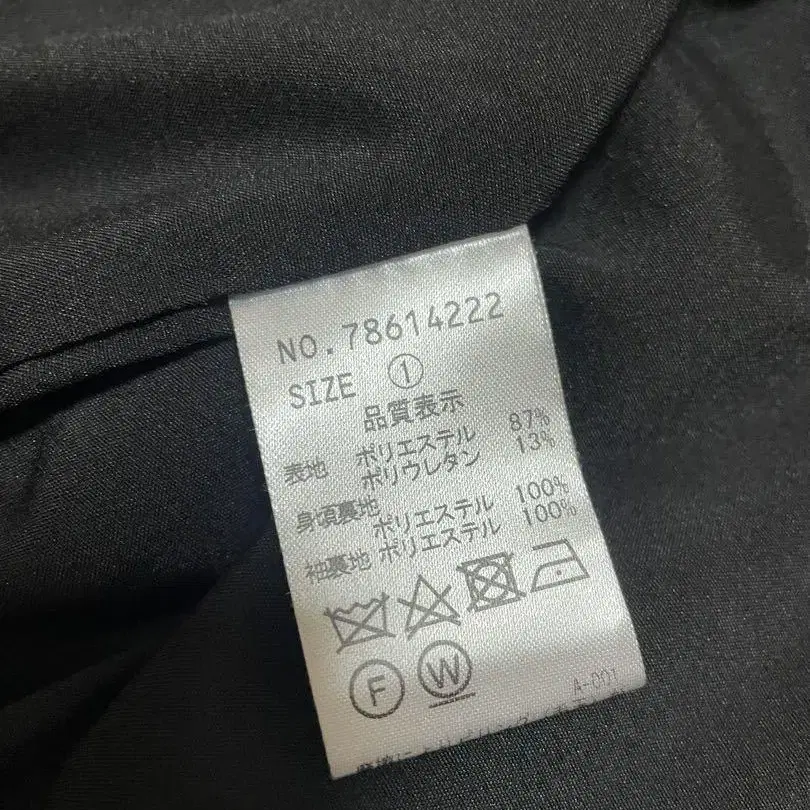 NO.78614222
SIZE ①
品質表示
表地 ポリエステル 87%
ポリウレタン 13%
身頃裏地
ポリエステル 100%
袖裏地 ポリエステル 100%
F W
A-001